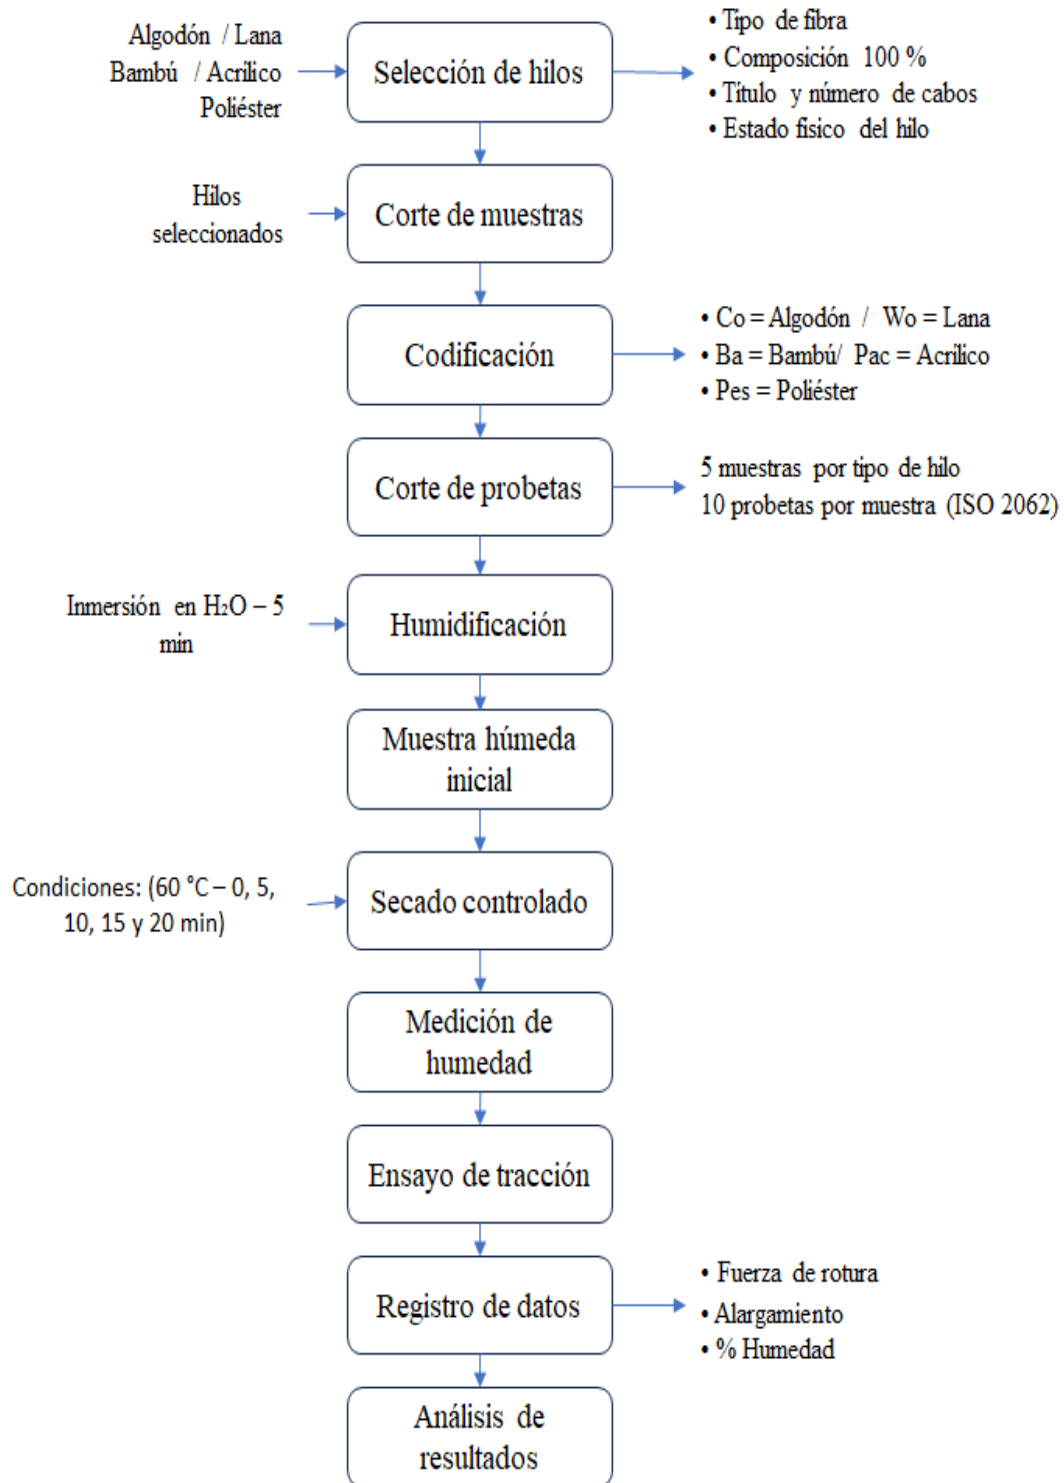 Algodón / Lana
Bambú / Acrílico
Poliéster
Selección de hilos
• Tipo de fibra
• Composición 100 %
• Título y número de cabos
• Estado físico del hilo
Hilos
seleccionados
Corte de muestras
Codificación
• Co = Algodón / Wo = Lana
• Ba = Bambú/ Pac = Acrílico
• Pes = Poliéster
Corte de probetas
5 muestras por tipo de hilo
10 probetas por muestra (ISO 2062)
Inmersión en H₂O – 5
min
Humidificación
Muestra húmeda
inicial
Condiciones: (60 °C – 0, 5,
10, 15 y 20 min)
Secado controlado
Medición de
humedad
Ensayo de tracción
Registro de datos
• Fuerza de rotura
• Alargamiento
• % Humedad
Análisis de
resultados